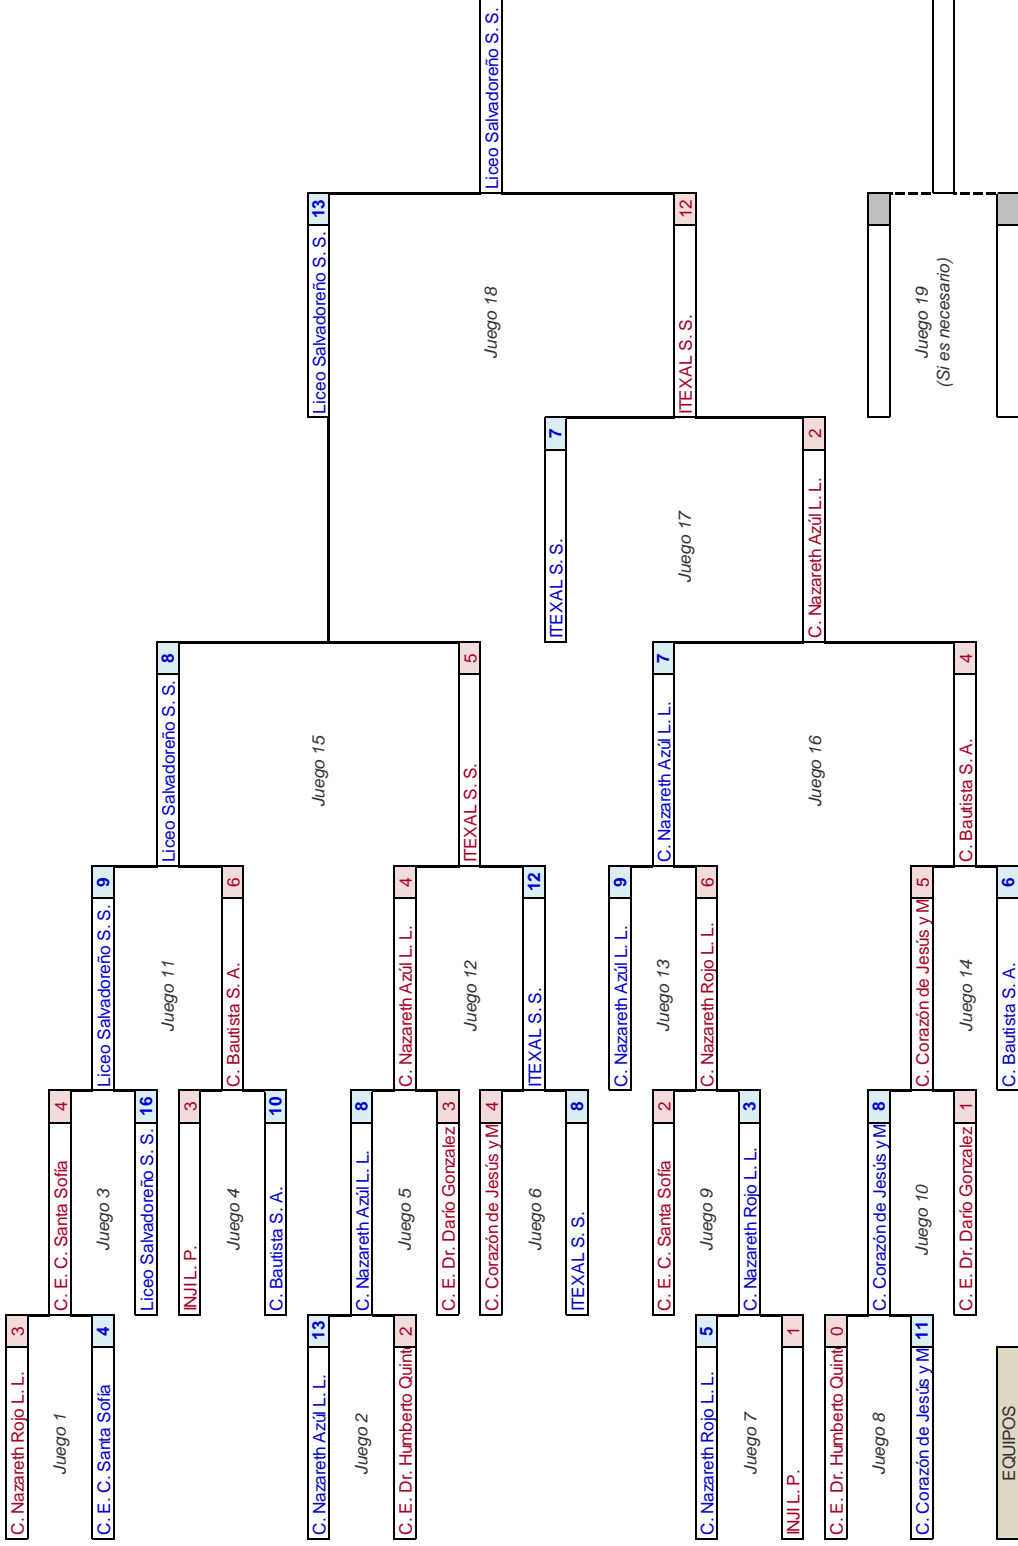 C. Nazareth Rojo L. L. 3
Juego 1
C. E. C. Santa Sofía 4
C. Nazareth Azúl L. L. 13
Juego 2
C. E. Dr. Humberto Quint 2
C. Nazareth Rojo L. L. 5
Juego 7
INJI L. P. 1
C. E. Dr. Humberto Quint 0
Juego 8
C. Corazón de Jesús y M 11
EQUIPOS
C. E. C. Santa Sofía 4
Juego 3
Liceo Salvadoreño S. S. 16
INJI L. P. 3
Juego 4
C. Bautista S. A. 10
C. Nazareth Azúl L. L. 8
Juego 5
C. E. Dr. Darío Gonzalez 3
C. Corazón de Jesús y M 4
Juego 6
ITEXAL S. S. 8
C. E. C. Santa Sofía 2
Juego 9
C. Nazareth Rojo L. L. 3
C. Corazón de Jesús y M 8
Juego 10
C. E. Dr. Darío Gonzalez 1
Liceo Salvadoreño S. S. 9
Juego 11
C. Bautista S. A. 6
C. Nazareth Azúl L. L. 4
Juego 12
ITEXAL S. S. 12
C. Nazareth Azúl L. L. 9
Juego 13
C. Nazareth Rojo L. L. 6
C. Corazón de Jesús y M 5
Juego 14
C. Bautista S. A. 6
Liceo Salvadoreño S. S. 8
Juego 15
ITEXAL S. S. 5
C. Nazareth Azúl L. L. 7
Juego 16
C. Bautista S. A. 4
ITEXAL S. S. 7
Juego 17
C. Nazareth Azúl L. L. 2
Liceo Salvadoreño S. S. 13
Juego 18
ITEXAL S. S. 12
Juego 19
(Si es necesario)
Liceo Salvadoreño S. S.